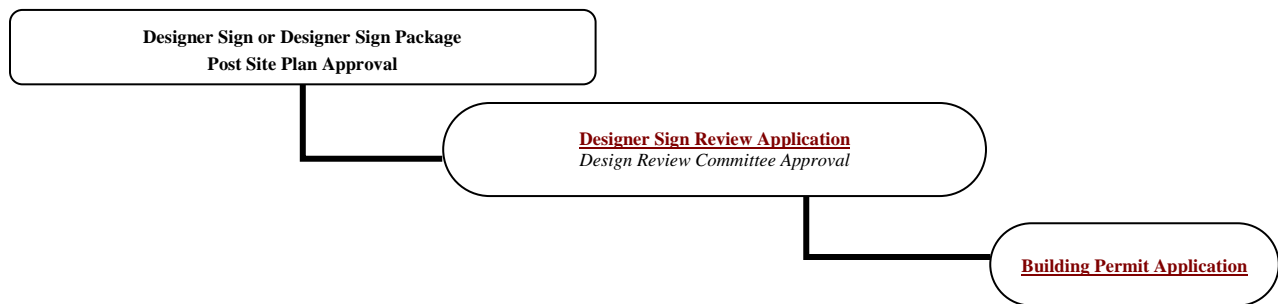 Designer Sign or Designer Sign Package
Post Site Plan Approval
Designer Sign Review Application
Design Review Committee Approval
Building Permit Application